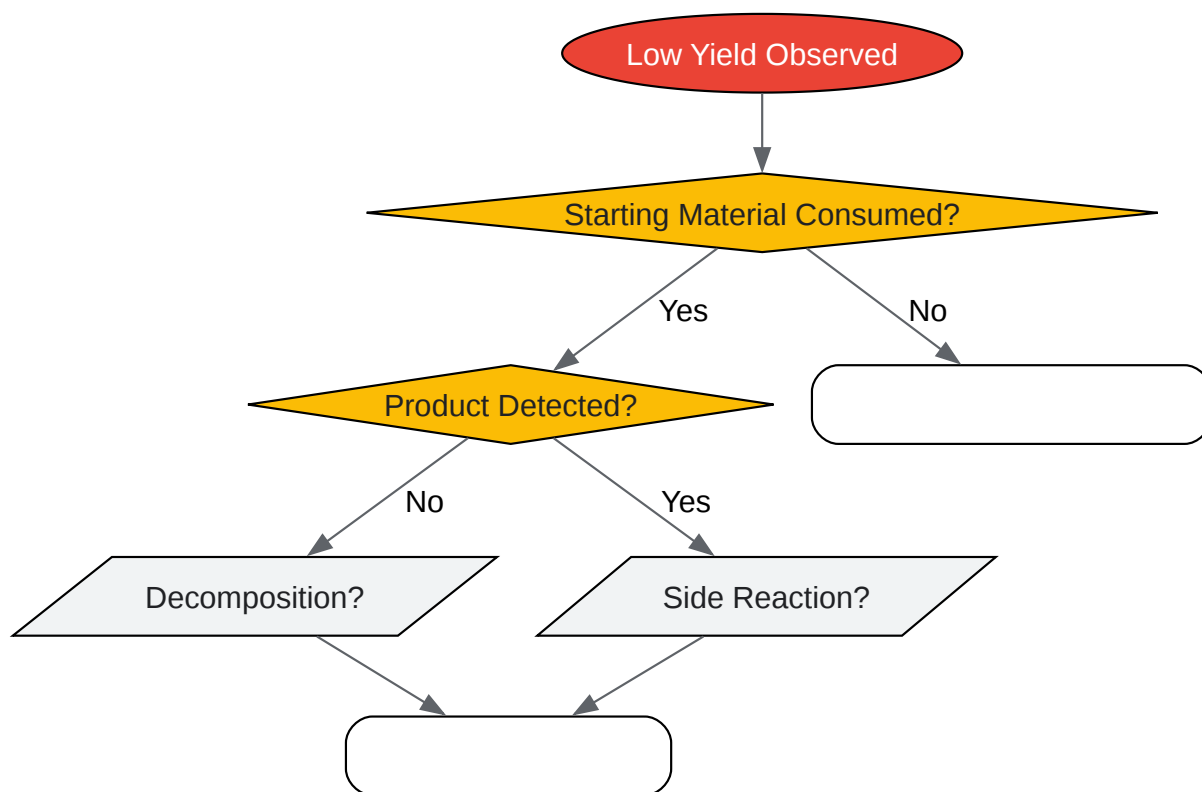 Low Yield Observed
Starting Material Consumed?
Yes
No
Product Detected?
No
Yes
Decomposition?
Side Reaction?